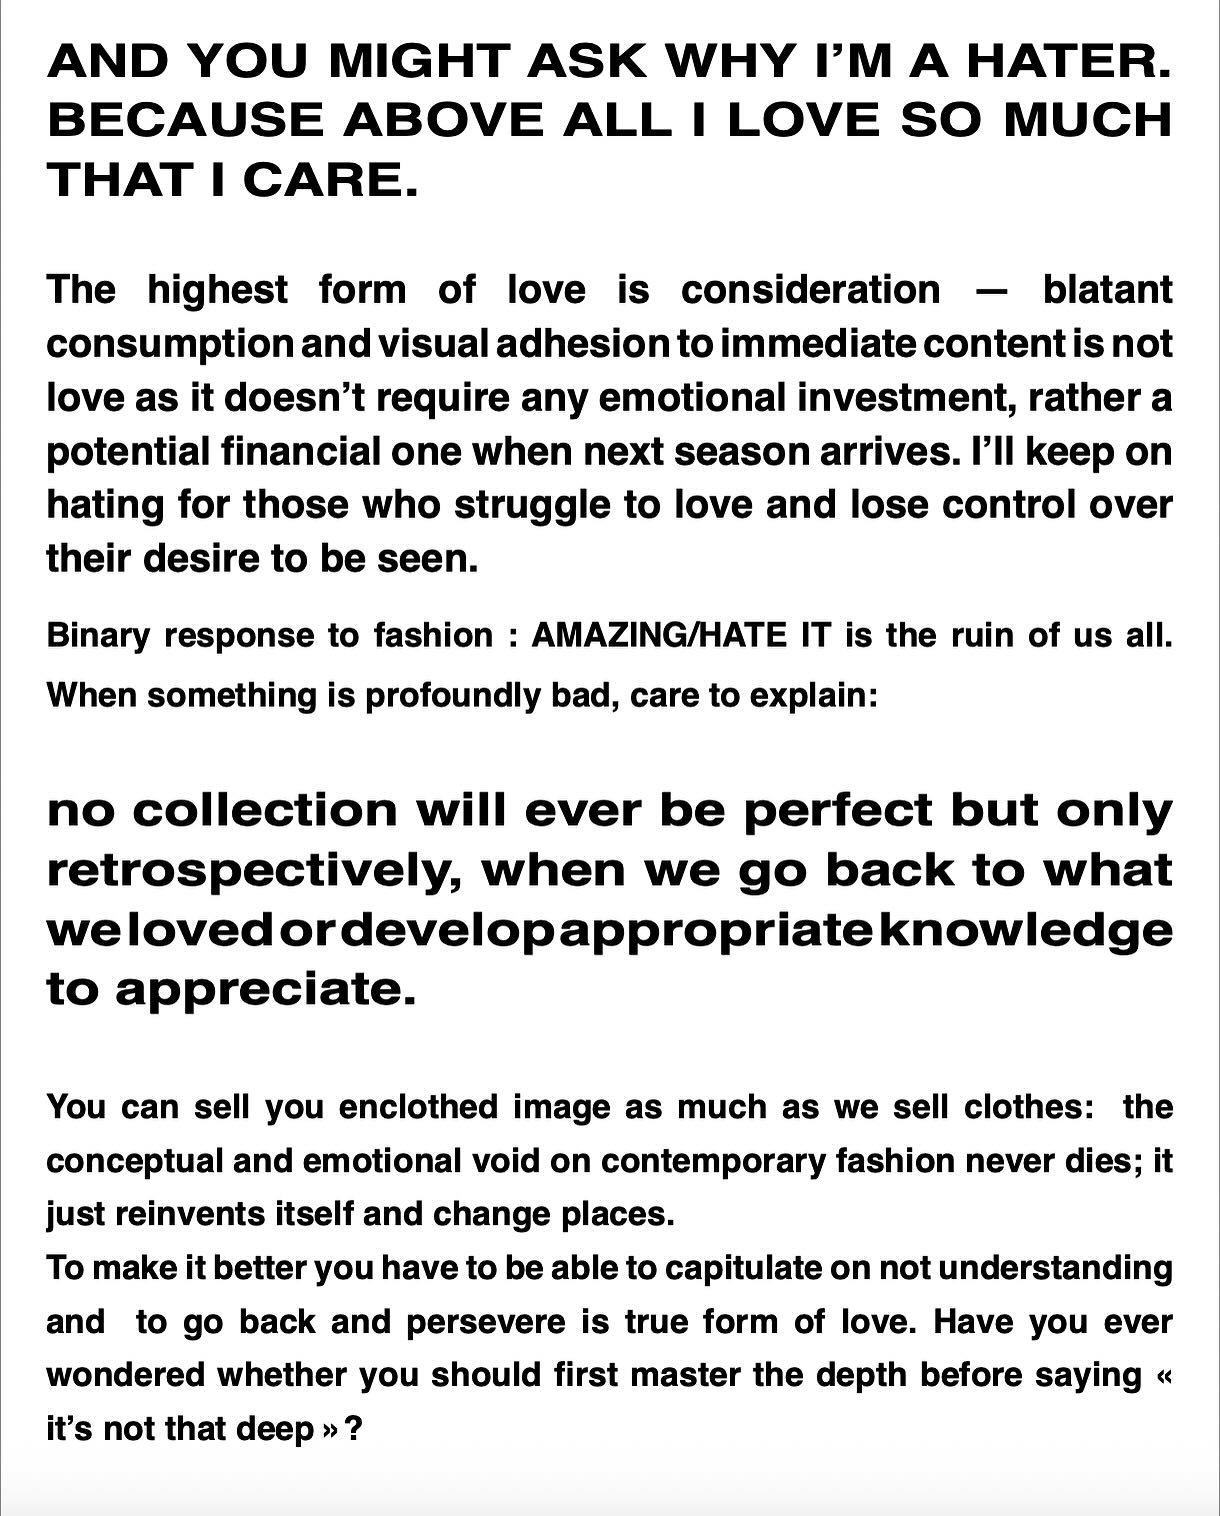 AND YOU MIGHT ASK WHY I’M A HATER.
BECAUSE ABOVE ALL I LOVE SO MUCH
THAT I CARE.
The highest form of love is consideration — blatant
consumption and visual adhesion to immediate content is not
love as it doesn’t require any emotional investment, rather a
potential financial one when next season arrives. I’ll keep on
hating for those who struggle to love and lose control over
their desire to be seen.
Binary response to fashion : AMAZING/HATE IT is the ruin of us all.
When something is profoundly bad, care to explain:
no collection will ever be perfect but only
retrospectively, when we go back to what
we loved or develop appropriate knowledge
to appreciate.
You can sell you enclothed image as much as we sell clothes: the
conceptual and emotional void on contemporary fashion never dies; it
just reinvents itself and change places.
To make it better you have to be able to capitulate on not understanding
and to go back and persevere is true form of love. Have you ever
wondered whether you should first master the depth before saying «
it’s not that deep » ?